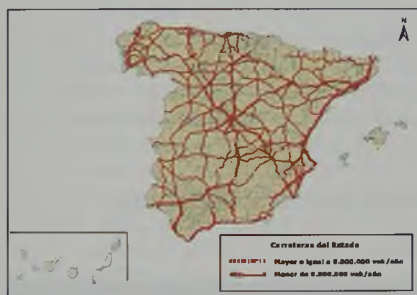 N
Carreteras del Estado
Mayor o igual a 6.000.000 veh/año
Menor de 6.000.000 veh/año